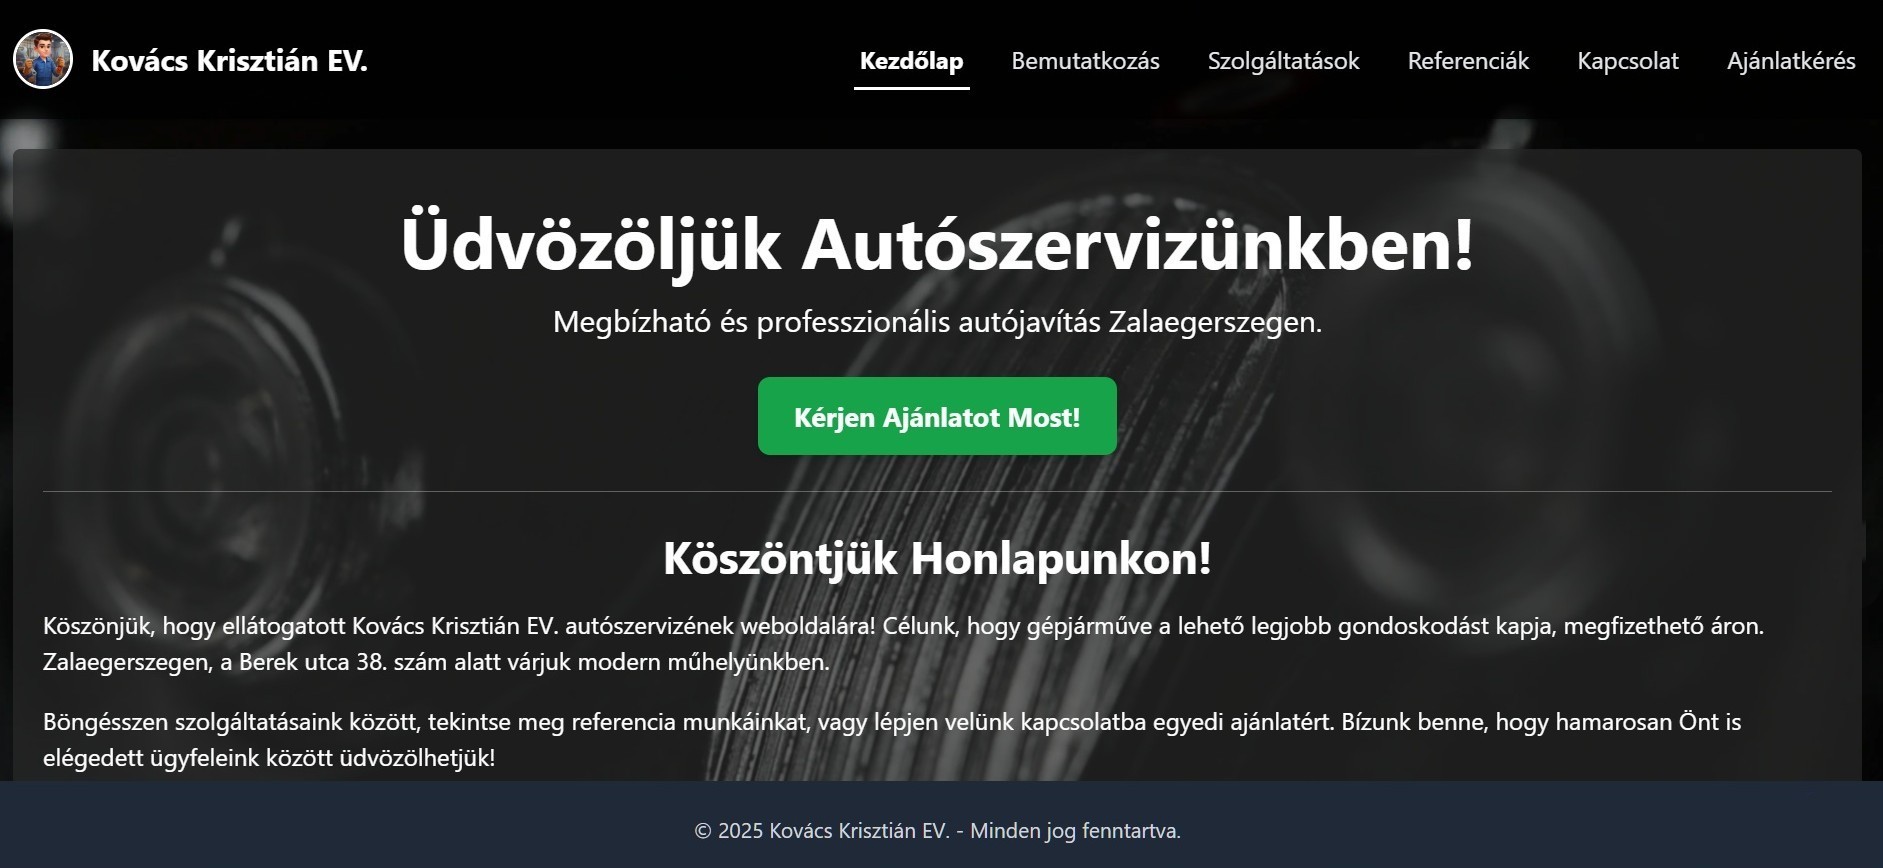 Kovács Krisztián EV.
Kezdőlap
Bemutatkozás
Szolgáltatások
Referenciák
Kapcsolat
Ajánlatkérés
Üdvözöljük Autószervizünkben!
Megbízható és professzionális autójavítás Zalaegerszegen.
Kérjen Ajánlatot Most!
Köszöntjük Honlapunkon!
Köszönjük, hogy ellátogatott Kovács Krisztián EV. autószervizének weboldalára! Célunk, hogy gépjárműve a lehető legjobb gondoskodást kapja, megfizethető áron.
Zalaegerszegen, a Berek utca 38. szám alatt várjuk modern műhelyünkben.
Böngésszen szolgáltatásaink között, tekintse meg referencia munkáinkat, vagy lépjen velünk kapcsolatba egyedi ajánlatért. Bízunk benne, hogy hamarosan Önt is
elégedett ügyfeleink között üdvözölhetjük!
© 2025 Kovács Krisztián EV. - Minden jog fenntartva.